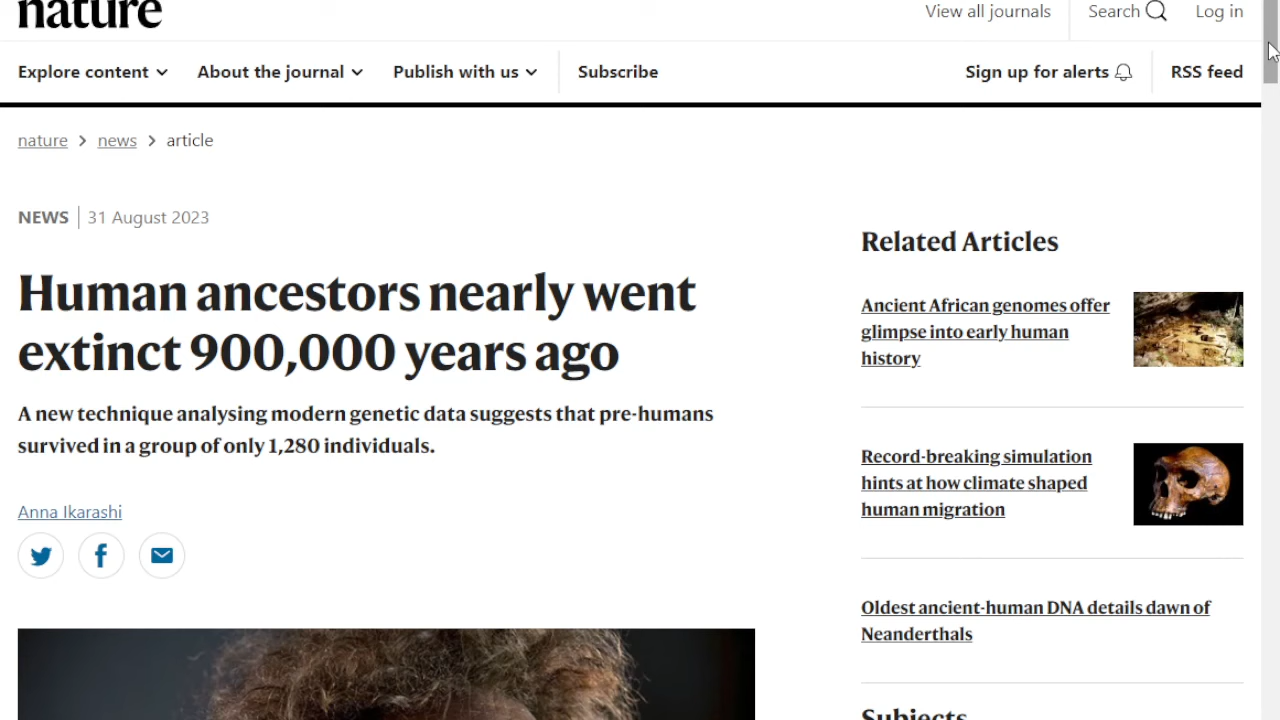 nature
View all journals
Search
Log in
Explore content
About the journal
Publish with us
Subscribe
Sign up for alerts
RSS feed
nature > news > article
NEWS | 31 August 2023
Human ancestors nearly went
extinct 900,000 years ago
A new technique analysing modern genetic data suggests that pre-humans
survived in a group of only 1,280 individuals.
Anna Ikarashi
Related Articles
Ancient African genomes offer
glimpse into early human
history
Record-breaking simulation
hints at how climate shaped
human migration
Oldest ancient-human DNA details dawn of
Neanderthals
Subjects